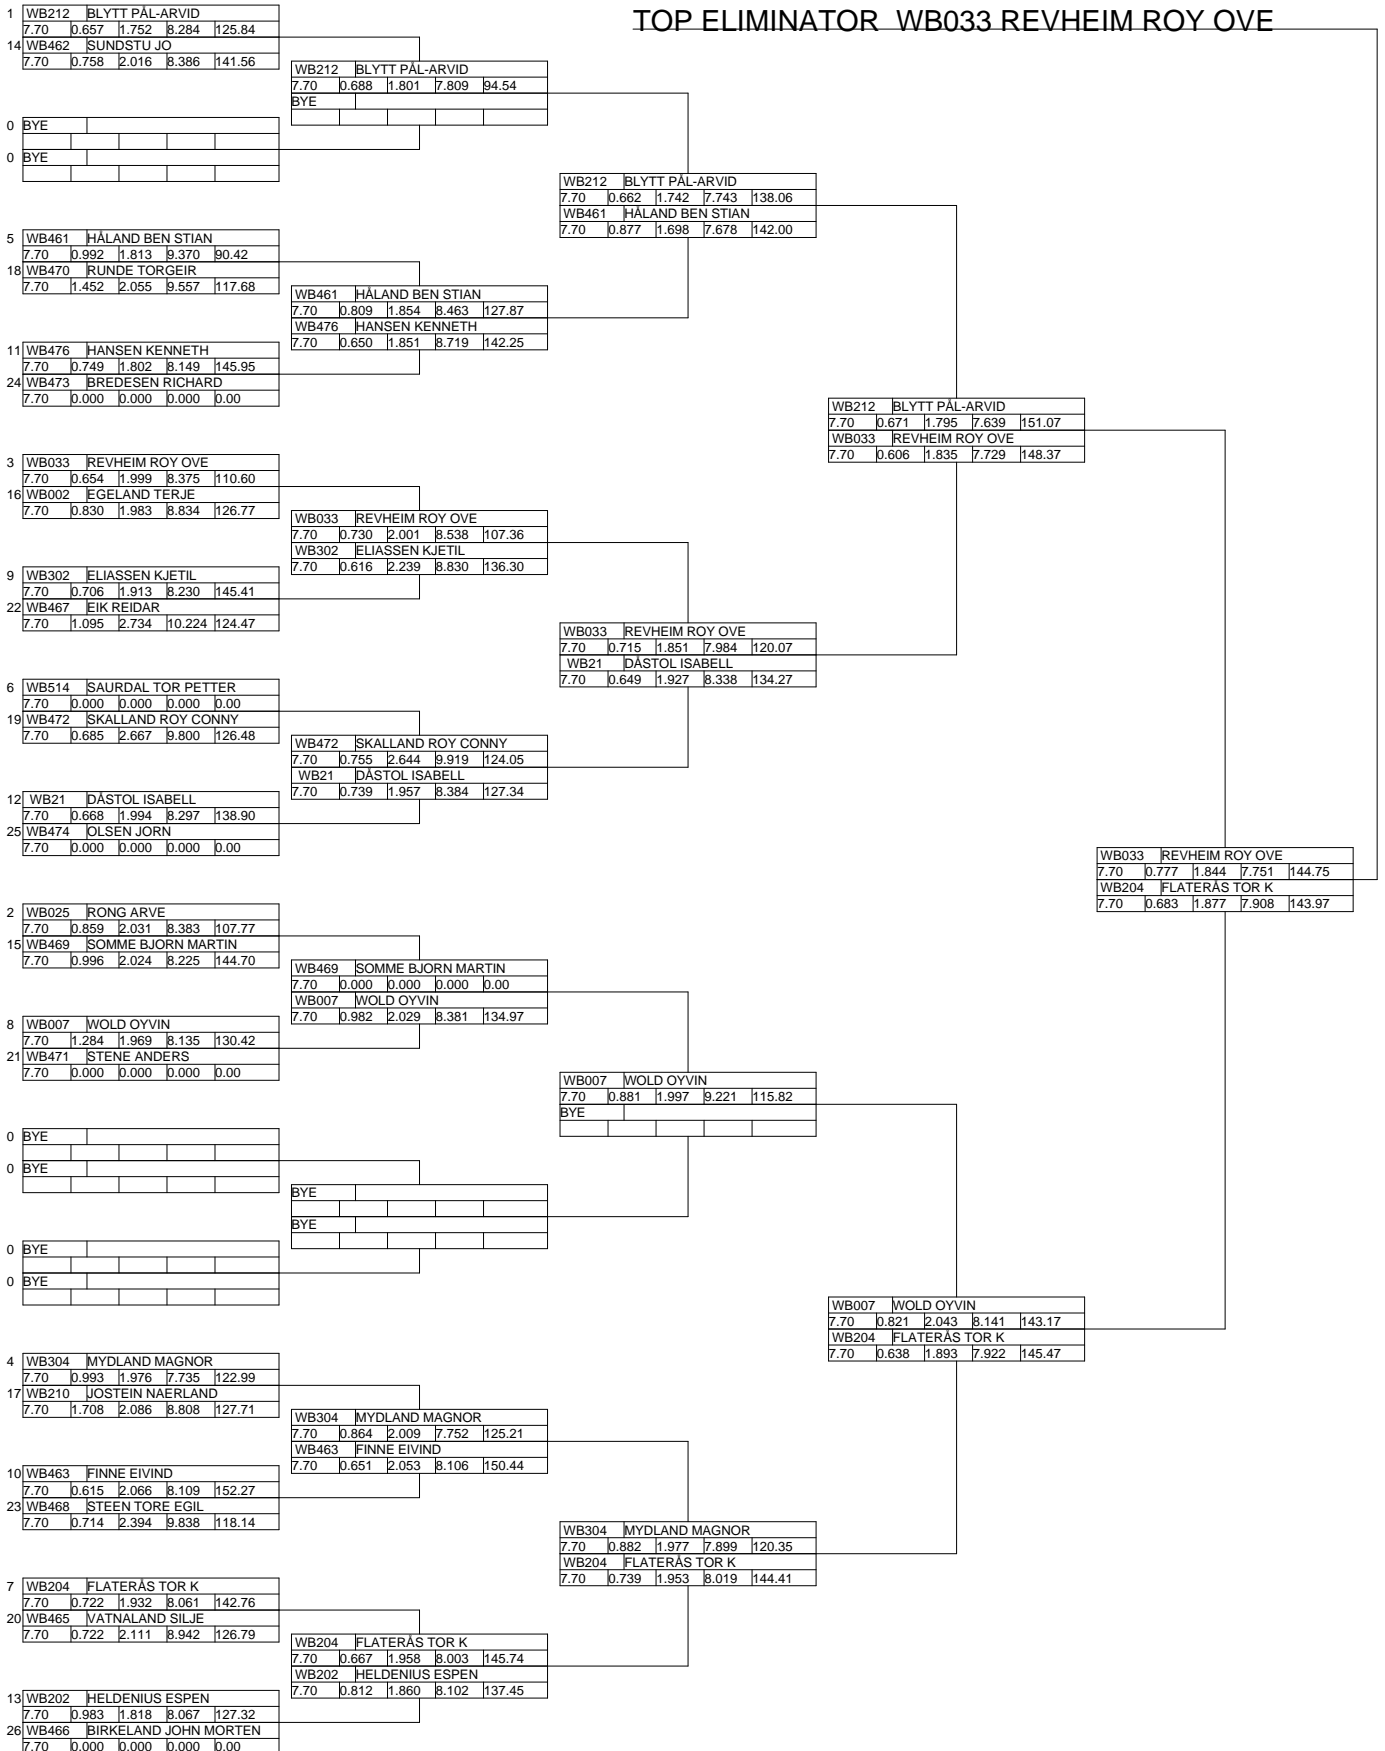 TOP ELIMINATOR WB033 REVHEIM ROY OVE
1 WB212 BLYTT PÅL-ARVID
7.70 0.657 1.752 8.284 125.84
14 WB462 SUNDSTU JO
7.70 0.758 2.016 8.386 141.56
0 BYE
0 BYE
5 WB461 HÅLAND BEN STIAN
7.70 0.992 1.813 9.370 90.42
18 WB470 RUNDE TORGEIR
7.70 1.452 2.055 9.557 117.68
11 WB476 HANSEN KENNETH
7.70 0.749 1.802 8.149 145.95
24 WB473 BREDESEN RICHARD
7.70 0.000 0.000 0.000 0.00
3 WB033 REVHEIM ROY OVE
7.70 0.654 1.999 8.375 110.60
16 WB002 EGELAND TERJE
7.70 0.830 1.983 8.834 126.77
9 WB302 ELIASSEN KJETIL
7.70 0.706 1.913 8.230 145.41
22 WB467 EIK REIDAR
7.70 1.095 2.734 10.224 124.47
6 WB514 SAURDAL TOR PETTER
7.70 0.000 0.000 0.000 0.00
19 WB472 SKALLAND ROY CONNY
7.70 0.685 2.667 9.800 126.48
12 WB21 DÅSTOL ISABELL
7.70 0.668 1.994 8.297 138.90
25 WB474 OLSEN JORN
7.70 0.000 0.000 0.000 0.00
2 WB025 RONG ARVE
7.70 0.859 2.031 8.383 107.77
15 WB469 SOMME BJORN MARTIN
7.70 0.996 2.024 8.225 144.70
8 WB007 WOLD OYVIN
7.70 1.284 1.969 8.135 130.42
21 WB471 STENE ANDERS
7.70 0.000 0.000 0.000 0.00
0 BYE
0 BYE
0 BYE
0 BYE
4 WB304 MYDLAND MAGNOR
7.70 0.993 1.976 7.735 122.99
17 WB210 JOSTEIN NAERLAND
7.70 1.708 2.086 8.808 127.71
10 WB463 FINNE EIVIND
7.70 0.615 2.066 8.109 152.27
23 WB468 STEEN TORE EGIL
7.70 0.714 2.394 9.838 118.14
7 WB204 FLATERÅS TOR K
7.70 0.722 1.932 8.061 142.76
20 WB465 VATNALAND SILJE
7.70 0.722 2.111 8.942 126.79
13 WB202 HELDENIUS ESPEN
7.70 0.983 1.818 8.067 127.32
26 WB466 BIRKELAND JOHN MORTEN
7.70 0.000 0.000 0.000 0.00
WB212 BLYTT PÅL-ARVID
7.70 0.688 1.801 7.809 94.54
BYE
WB461 HÅLAND BEN STIAN
7.70 0.809 1.854 8.463 127.87
WB476 HANSEN KENNETH
7.70 0.650 1.851 8.719 142.25
WB033 REVHEIM ROY OVE
7.70 0.730 2.001 8.538 107.36
WB302 ELIASSEN KJETIL
7.70 0.616 2.239 8.830 136.30
WB472 SKALLAND ROY CONNY
7.70 0.755 2.644 9.919 124.05
WB21 DÅSTOL ISABELL
7.70 0.739 1.957 8.384 127.34
WB469 SOMME BJORN MARTIN
7.70 0.000 0.000 0.000 0.00
WB007 WOLD OYVIN
7.70 0.982 2.029 8.381 134.97
BYE
BYE
WB304 MYDLAND MAGNOR
7.70 0.864 2.009 7.752 125.21
WB463 FINNE EIVIND
7.70 0.651 2.053 8.106 150.44
WB204 FLATERÅS TOR K
7.70 0.667 1.958 8.003 145.74
WB202 HELDENIUS ESPEN
7.70 0.812 1.860 8.102 137.45
WB212 BLYTT PÅL-ARVID
7.70 0.662 1.742 7.743 138.06
WB461 HÅLAND BEN STIAN
7.70 0.877 1.698 7.678 142.00
WB033 REVHEIM ROY OVE
7.70 0.715 1.851 7.984 120.07
WB21 DÅSTOL ISABELL
7.70 0.649 1.927 8.338 134.27
WB007 WOLD OYVIN
7.70 0.881 1.997 9.221 115.82
BYE
WB304 MYDLAND MAGNOR
7.70 0.882 1.977 7.899 120.35
WB204 FLATERÅS TOR K
7.70 0.739 1.953 8.019 144.41
WB212 BLYTT PÅL-ARVID
7.70 0.671 1.795 7.639 151.07
WB033 REVHEIM ROY OVE
7.70 0.606 1.835 7.729 148.37
WB007 WOLD OYVIN
7.70 0.821 2.043 8.141 143.17
WB204 FLATERÅS TOR K
7.70 0.638 1.893 7.922 145.47
WB033 REVHEIM ROY OVE
7.70 0.777 1.844 7.751 144.75
WB204 FLATERÅS TOR K
7.70 0.683 1.877 7.908 143.97